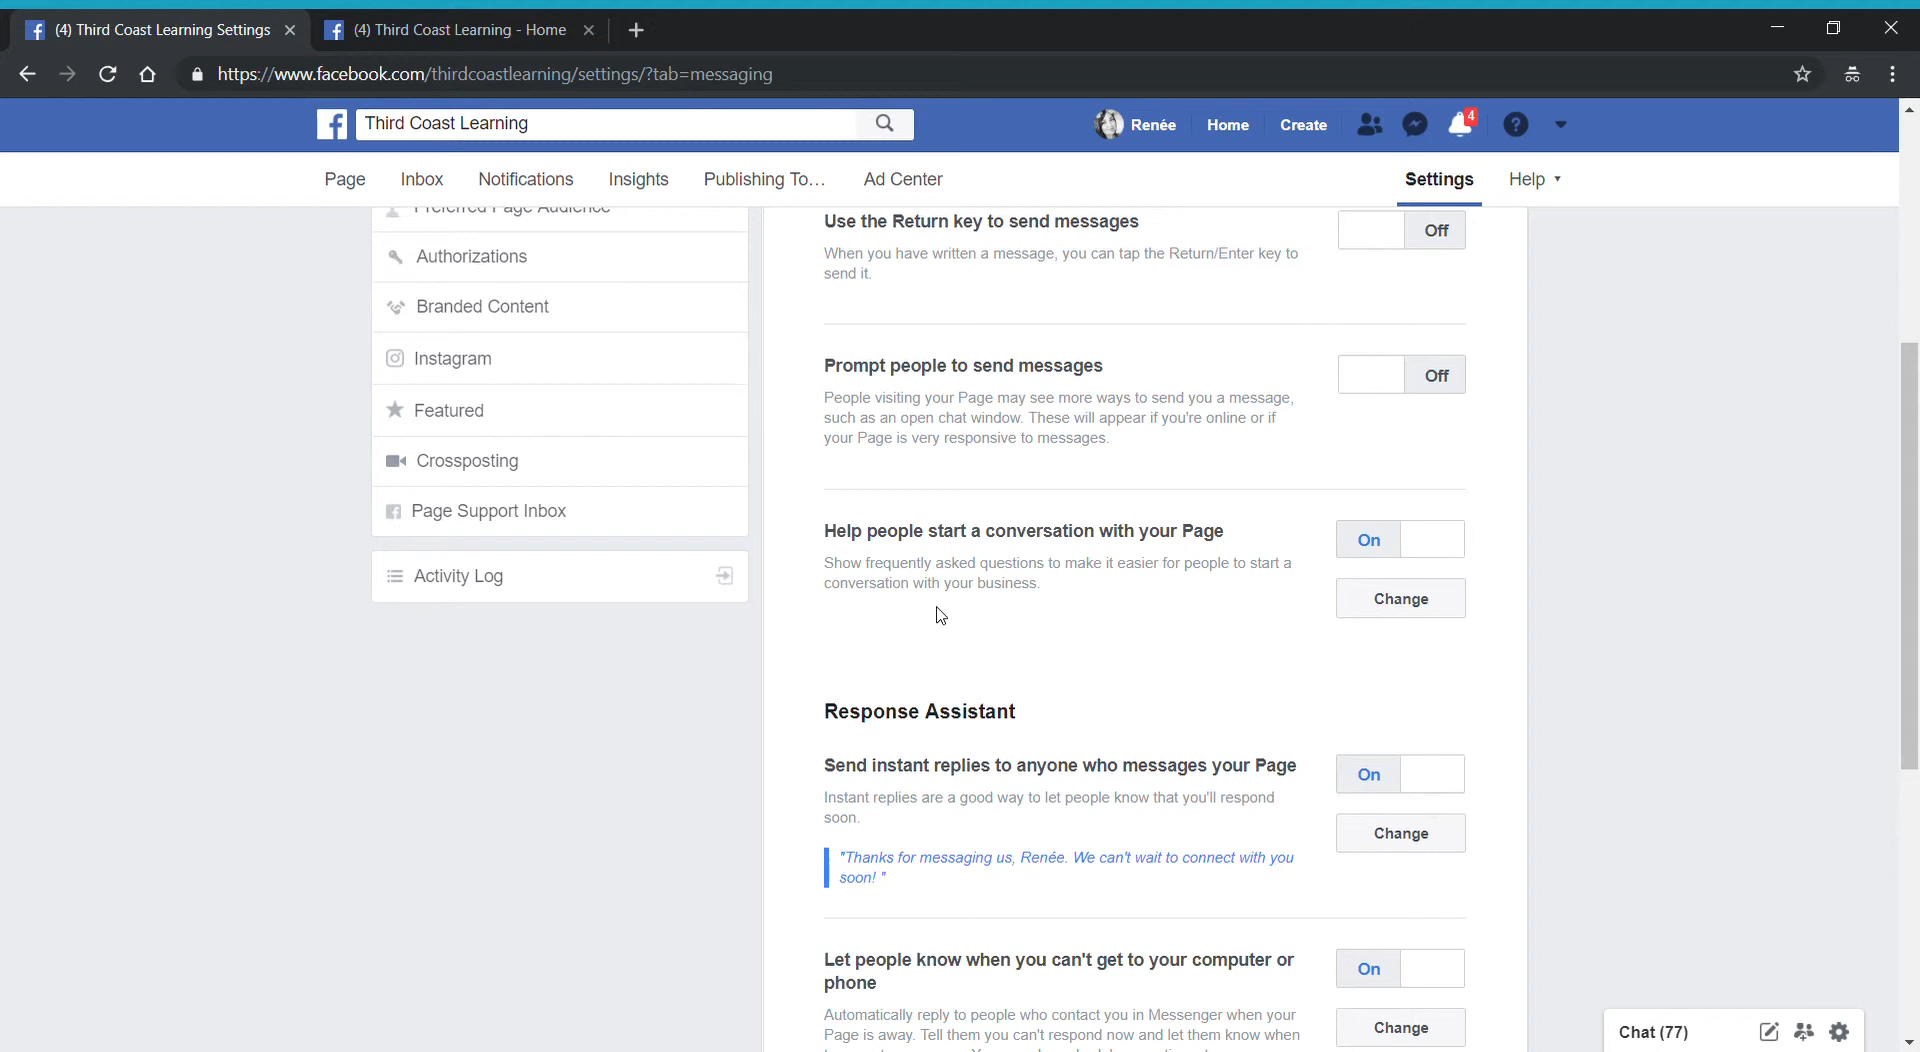 (4) Third Coast Learning Settings
(4) Third Coast Learning - Home
https://www.facebook.com/thirdcoastlearning/settings/?tab=messaging
Third Coast Learning
Renée
Home
Create
4
Page
Inbox
Notifications
Insights
Publishing To...
Ad Center
Settings
Help
Preferred Page Audience
Authorizations
Branded Content
Instagram
Featured
Crossposting
Page Support Inbox
Activity Log
Use the Return key to send messages
Off
When you have written a message, you can tap the Return/Enter key to
send it.
Prompt people to send messages
Off
People visiting your Page may see more ways to send you a message,
such as an open chat window. These will appear if you're online or if
your Page is very responsive to messages.
Help people start a conversation with your Page
On
Show frequently asked questions to make it easier for people to start a
conversation with your business.
Change
Response Assistant
Send instant replies to anyone who messages your Page
On
Instant replies are a good way to let people know that you'll respond
soon.
Change
"Thanks for messaging us, Renée. We can't wait to connect with you
soon! "
Let people know when you can't get to your computer or
phone
On
Automatically reply to people who contact you in Messenger when your
Page is away. Tell them you can't respond now and let them know when
Change
Chat (77)